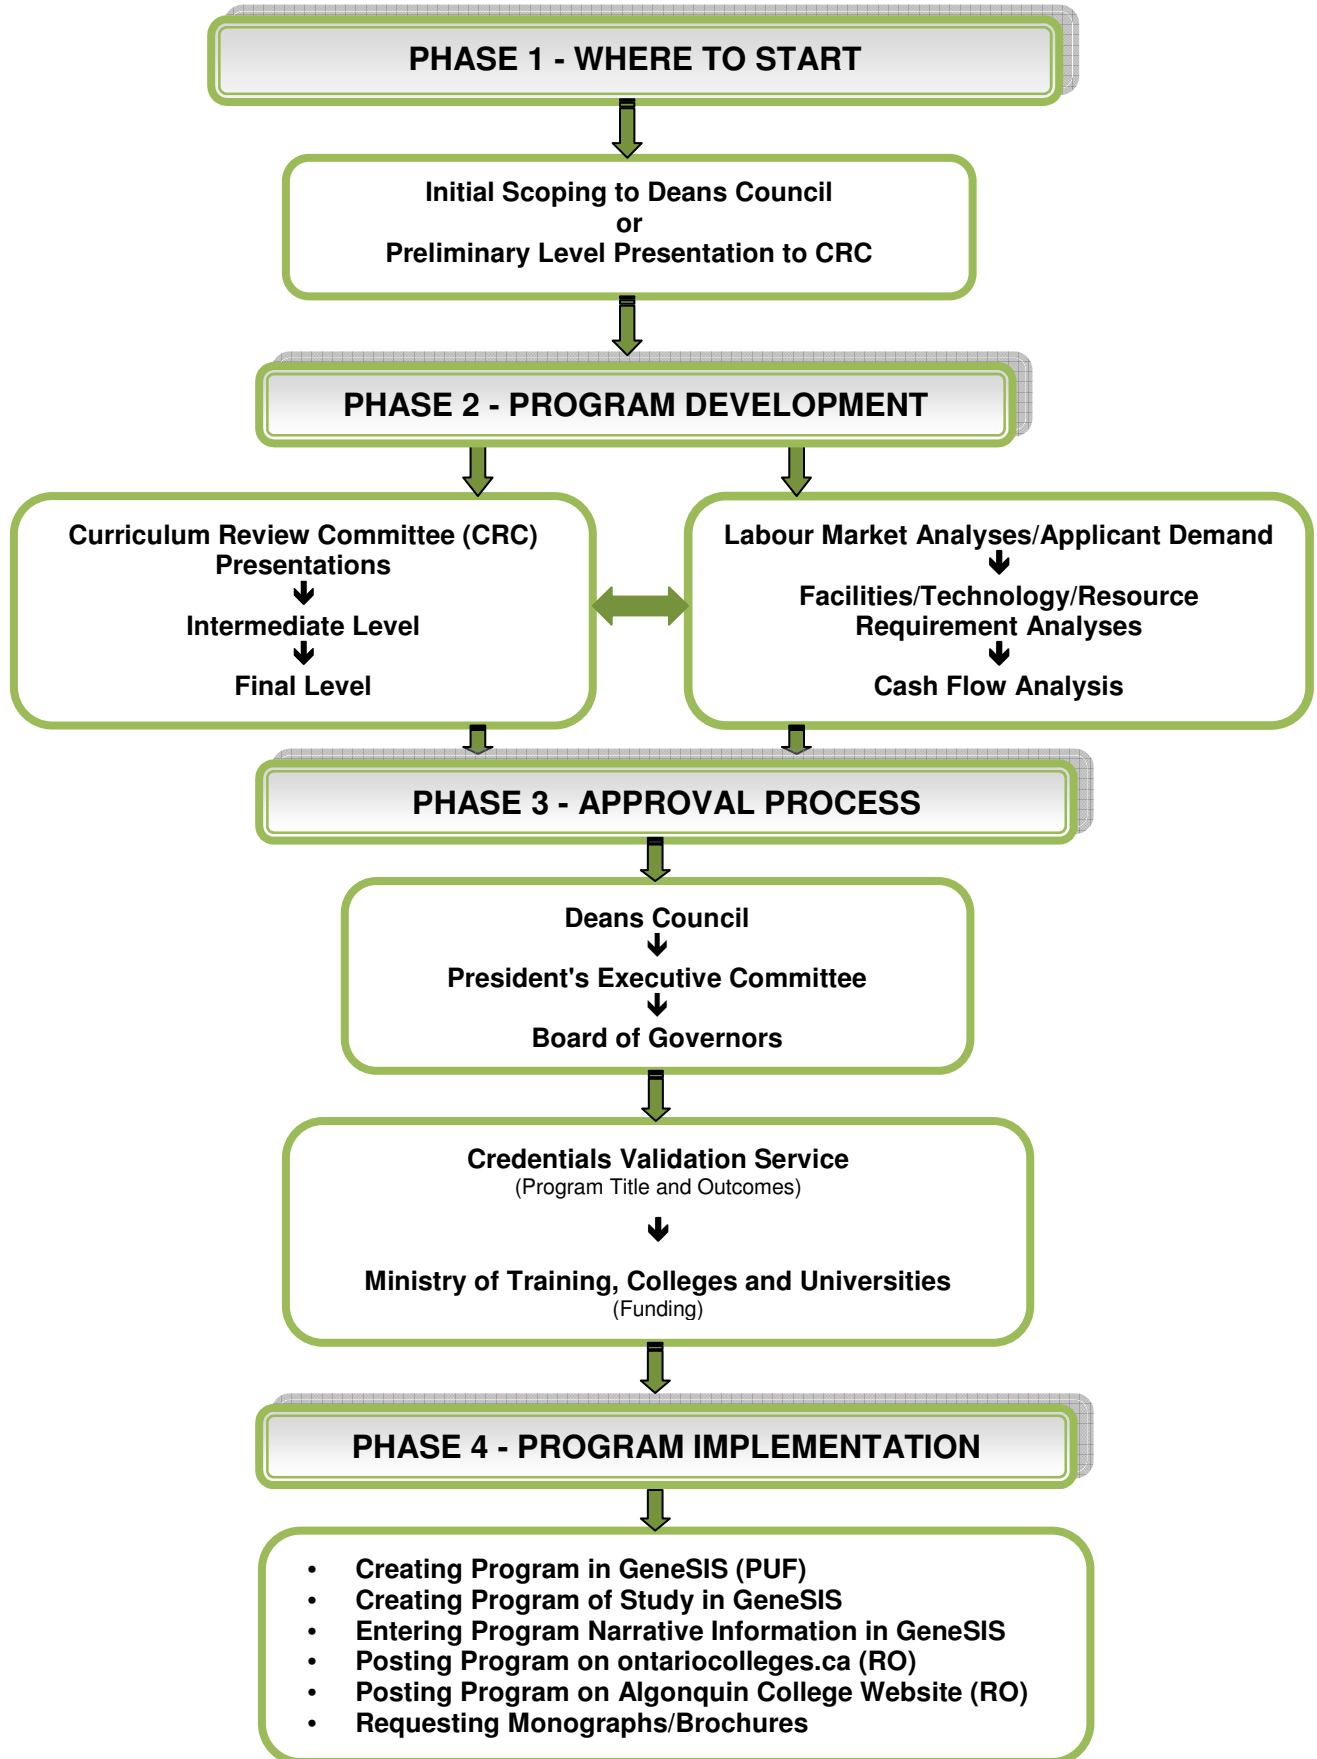 PHASE 1 - WHERE TO START
Initial Scoping to Deans Council
or
Preliminary Level Presentation to CRC
PHASE 2 - PROGRAM DEVELOPMENT
Curriculum Review Committee (CRC)
Presentations
Intermediate Level
Final Level
Labour Market Analyses/Applicant Demand
Facilities/Technology/Resource
Requirement Analyses
Cash Flow Analysis
PHASE 3 - APPROVAL PROCESS
Deans Council
President's Executive Committee
Board of Governors
Credentials Validation Service
(Program Title and Outcomes)
Ministry of Training, Colleges and Universities
(Funding)
PHASE 4 - PROGRAM IMPLEMENTATION
• Creating Program in GeneSIS (PUF)
• Creating Program of Study in GeneSIS
• Entering Program Narrative Information in GeneSIS
• Posting Program on ontariocolleges.ca (RO)
• Posting Program on Algonquin College Website (RO)
• Requesting Monographs/Brochures